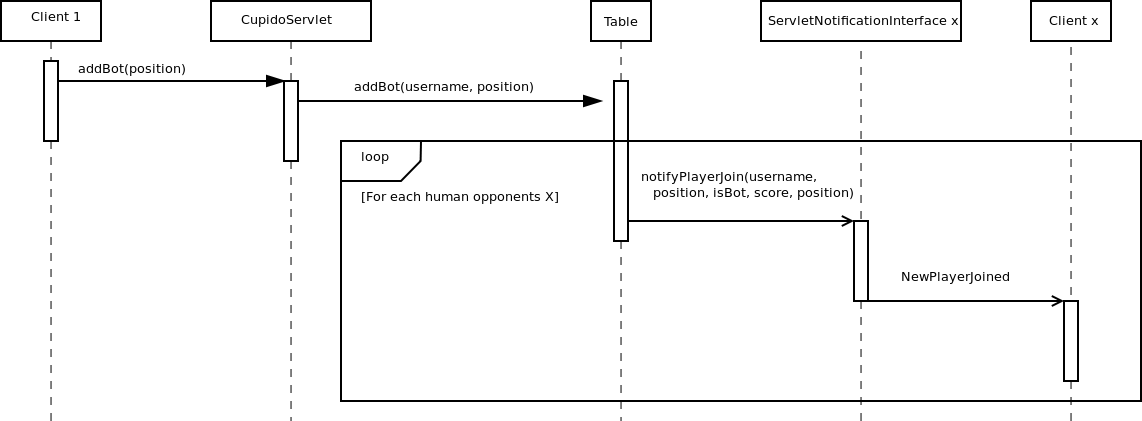 Client 1
CupidoServlet
Table
ServletNotificationInterface x
Client x
addBot(position)
addBot(username, position)
loop
[For each human opponents X]
notifyPlayerJoin(username,
position, isBot, score, position)
NewPlayerJoined